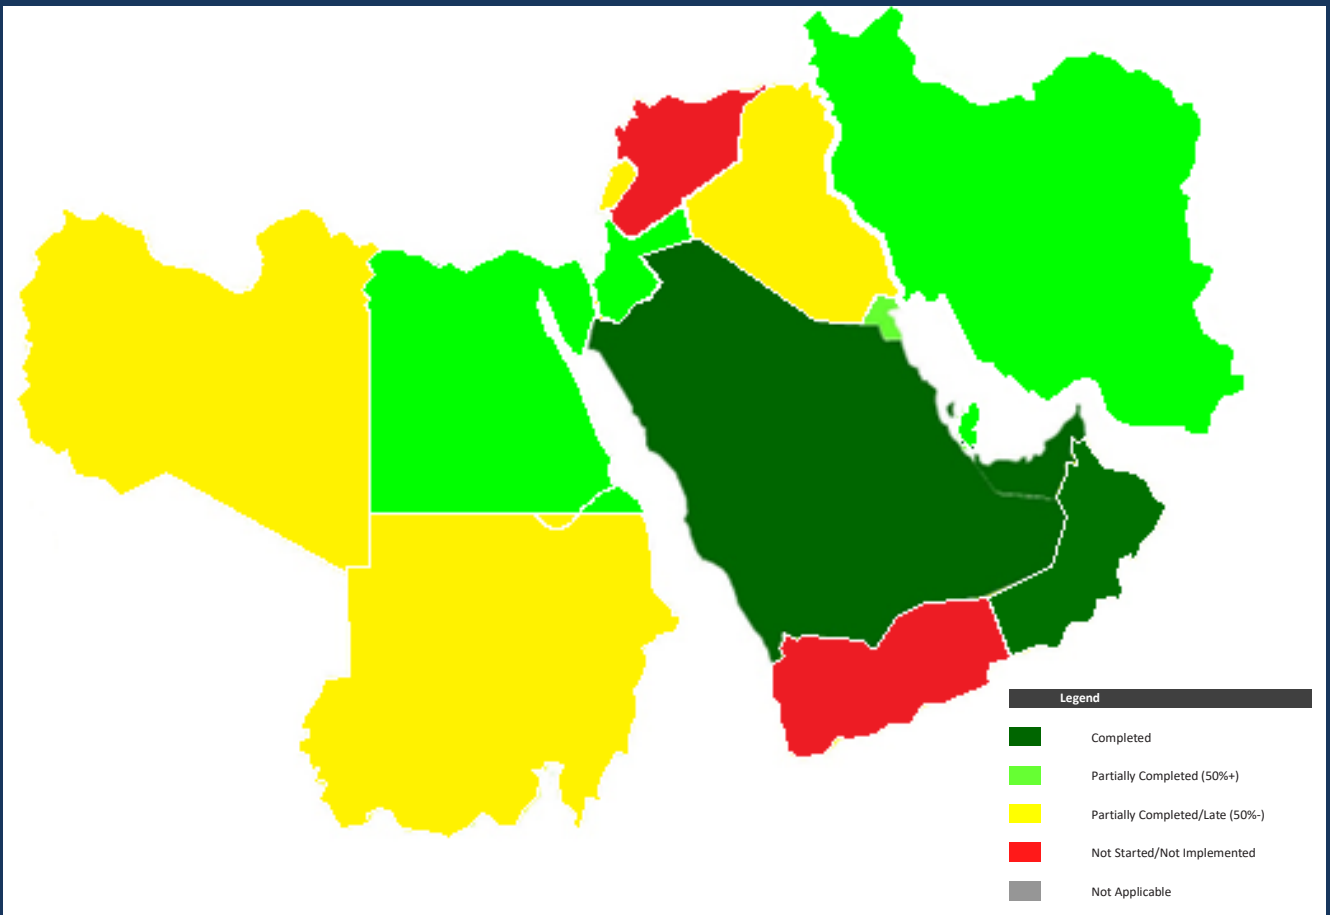 Legend
Completed
Partially Completed (50%+)
Partially Completed/Late (50%-)
Not Started/Not Implemented
Not Applicable